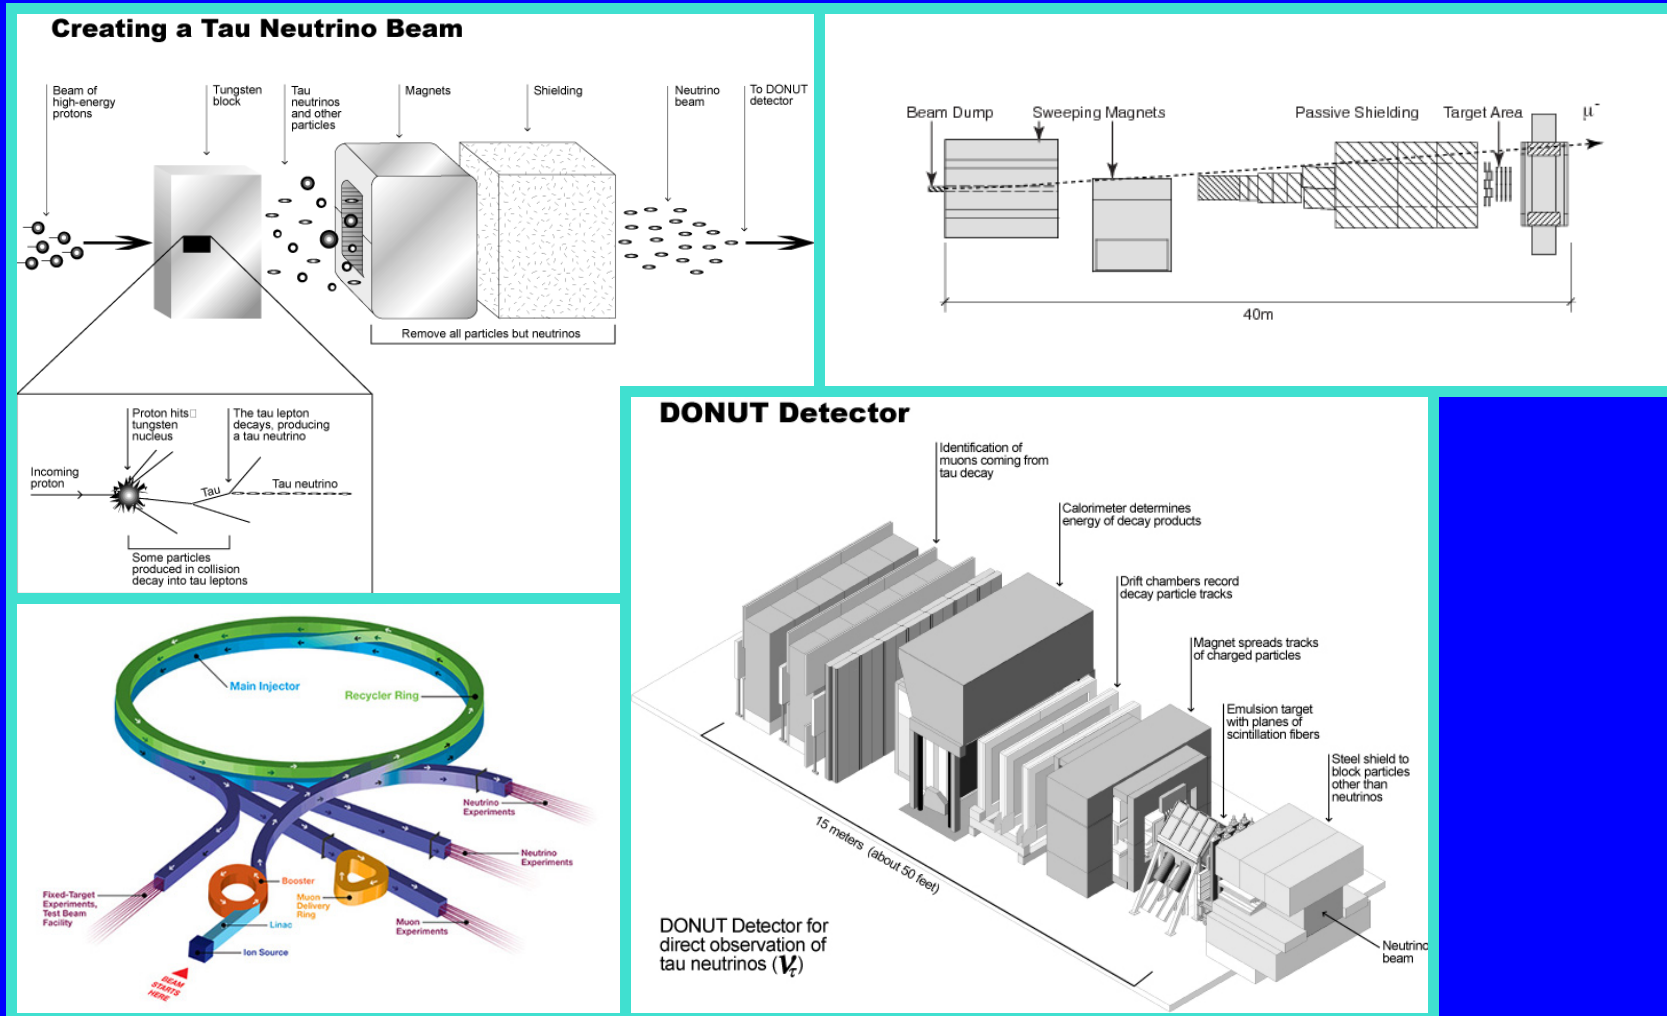 Creating a Tau Neutrino Beam
Beam of
high-energy
protons
Tungsten
block
Tau
neutrinos
and other
particles
Magnets
Shielding
Neutrino
beam
To DONUT
detector
Remove all particles but neutrinos
Proton hits
tungsten
nucleus
The tau lepton
decays, producing
a tau neutrino
Incoming
proton
Tau
Tau neutrino
Some particles
produced in collision
decay into tau leptons
Beam Dump
Sweeping Magnets
Passive Shielding
Target Area
μ-
40m
Main Injector
Recycler Ring
Neutrino
Experiments
Neutrino
Experiments
Booster
Muon
Delivery
Ring
Fixed-Target
Experiments,
Test Beam
Facility
Linac
Muon
Experiments
Ion Source
BEAM
STARTS
HERE
DONUT Detector
Identification of
muons coming from
tau decay
Calorimeter determines
energy of decay products
Drift chambers record
decay particle tracks
Magnet spreads tracks
of charged particles
Emulsion target
with planes of
scintillation fibers
Steel shield to
block particles
other than
neutrinos
15 meters (about 50 feet)
Neutrino
beam
DONUT Detector for
direct observation of
tau neutrinos (ντ)